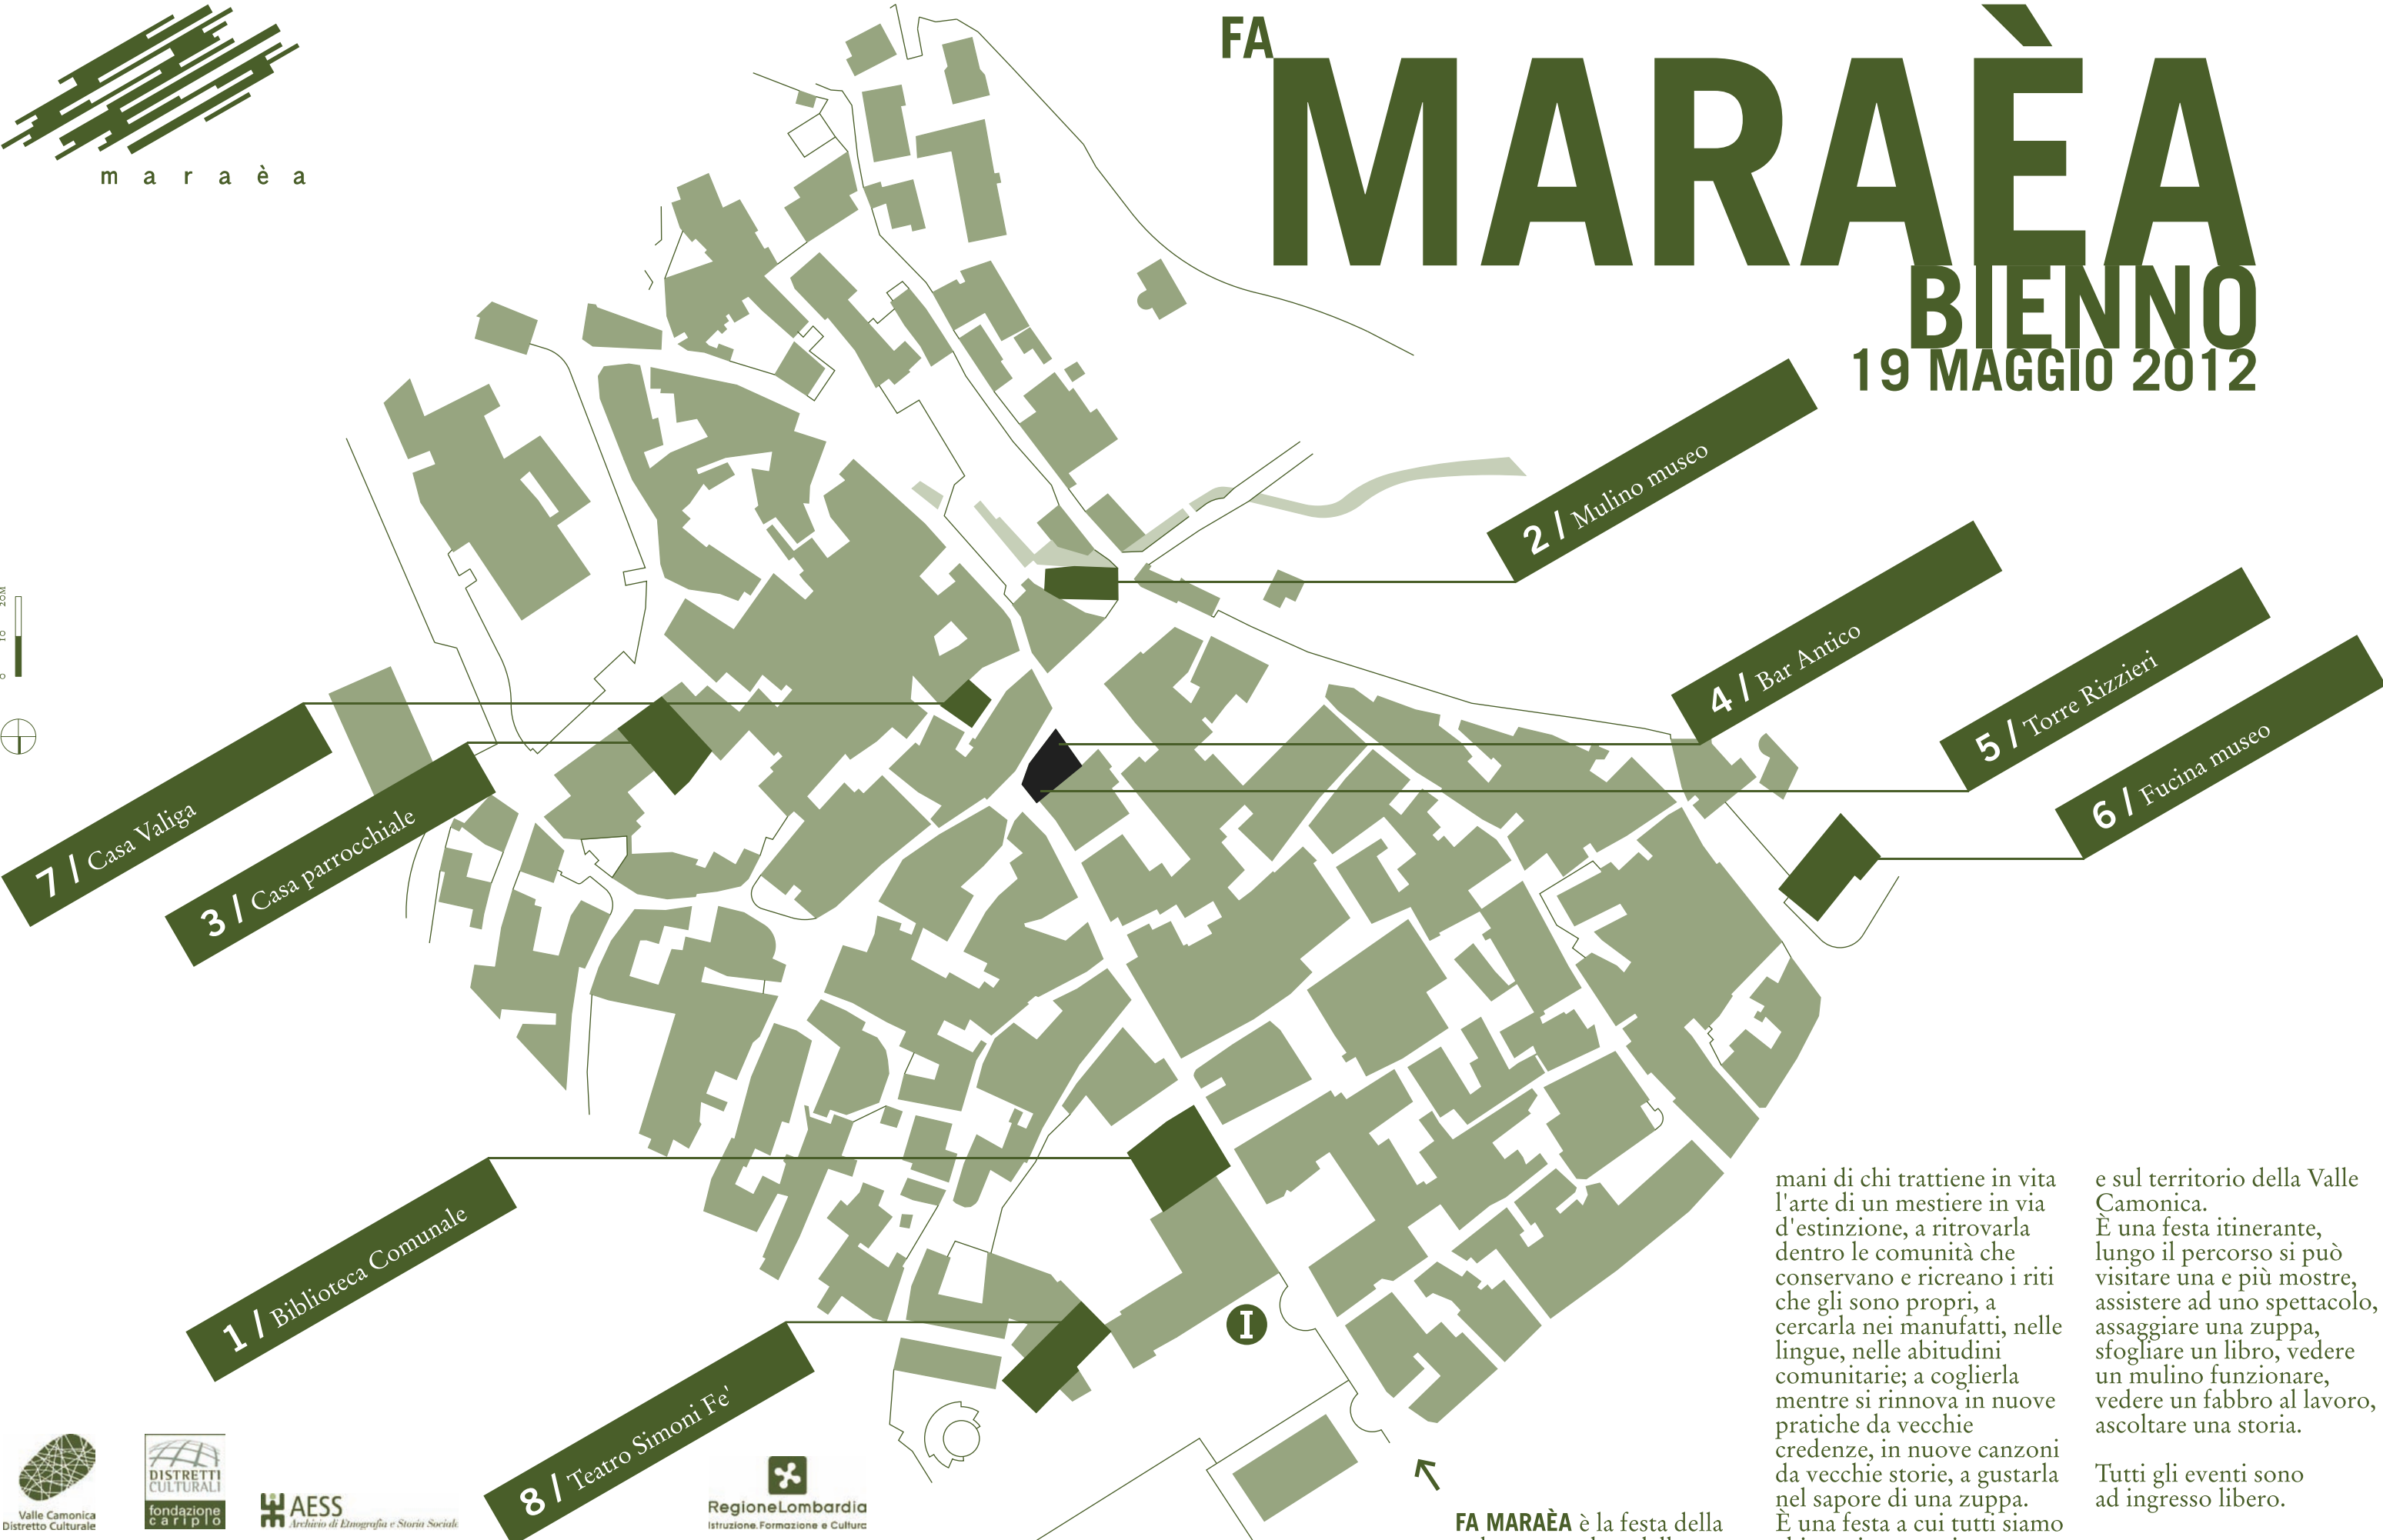 maraèa
FA
MARAÈA
BIENNO
19 MAGGIO 2012
2 / Mulino museo
4 / Bar Antico
5 / Torre Rizzieri
6 / Fucina museo
7 / Casa Valiga
3 / Casa parrocchiale
1 / Biblioteca Comunale
8 / Teatro Simoni Fe'
0 10 20M
I
Valle Camonica
Distretto Culturale
DISTRETTI
CULTURALI
fondazione
cariplo
AESS
Archivio di Etnografia e Storia Sociale
RegioneLombardia
Istruzione, Formazione e Cultura
FA MARAÈA è la festa della
mani di chi trattiene in vita
l'arte di un mestiere in via
d'estinzione, a ritrovarla
dentro le comunità che
conservano e ricreano i riti
che gli sono propri, a
cercarla nei manufatti, nelle
lingue, nelle abitudini
comunitarie; a coglierla
mentre si rinnova in nuove
pratiche da vecchie
credenze, in nuove canzoni
da vecchie storie, a gustarla
nel sapore di una zuppa.
È una festa a cui tutti siamo
e sul territorio della Valle
Camonica.
È una festa itinerante,
lungo il percorso si può
visitare una e più mostre,
assistere ad uno spettacolo,
assaggiare una zuppa,
sfogliare un libro, vedere
un mulino funzionare,
vedere un fabbro al lavoro,
ascoltare una storia.
Tutti gli eventi sono
ad ingresso libero.